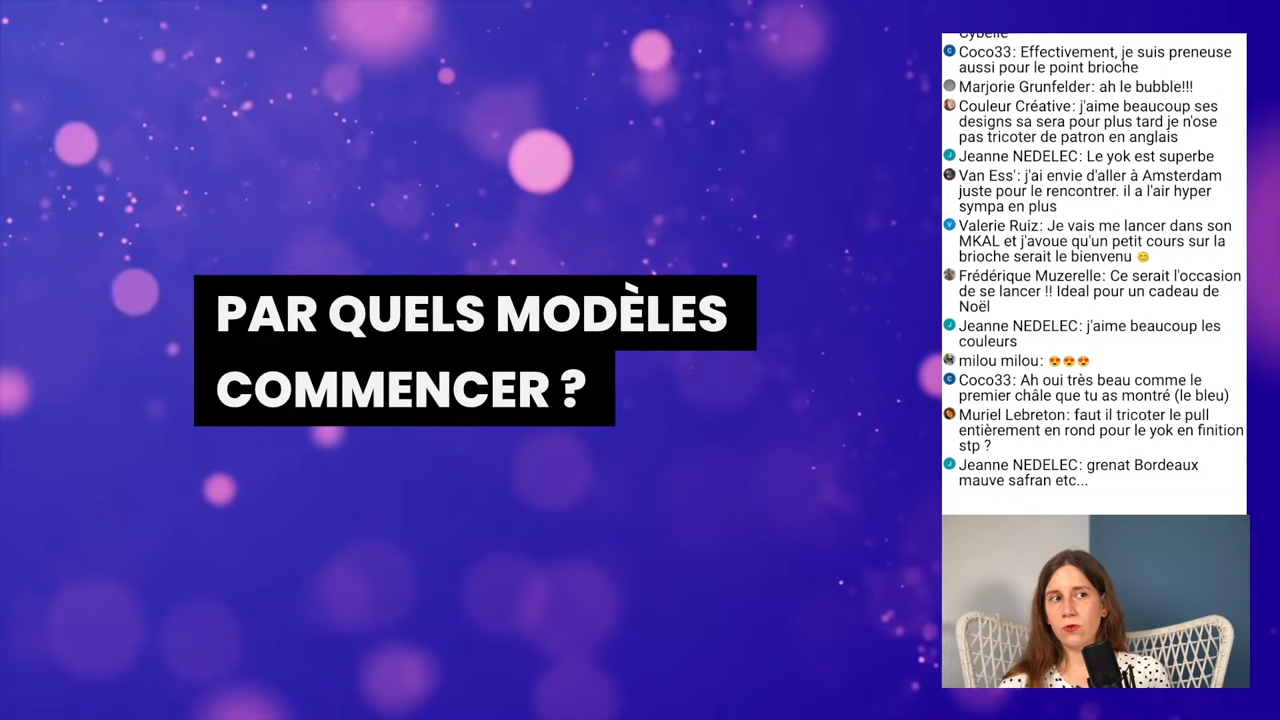 PAR QUELS MODÈLES
COMMENCER ?
Cybelle
Coco33: Effectivement, je suis preneuse
aussi pour le point brioche
Marjorie Grunfelder: ah le bubble!!!
Couleur Créative: j'aime beaucoup ses
designs sa sera pour plus tard je n'ose
pas tricoter de patron en anglais
Jeanne NEDELEC: Le yok est superbe
Van Ess': j'ai envie d'aller à Amsterdam
juste pour le rencontrer. il a l'air hyper
sympa en plus
Valerie Ruiz: Je vais me lancer dans son
MKAL et j'avoue qu'un petit cours sur la
brioche serait le bienvenu 😊
Frédérique Muzerelle: Ce serait l'occasion
de se lancer !! Ideal pour un cadeau de
Noël
Jeanne NEDELEC: j'aime beaucoup les
couleurs
milou milou: 😍😍😍
Coco33: Ah oui très beau comme le
premier châle que tu as montré (le bleu)
Muriel Lebreton: faut il tricoter le pull
entièrement en rond pour le yok en finition
stp ?
Jeanne NEDELEC: grenat Bordeaux
mauve safran etc...